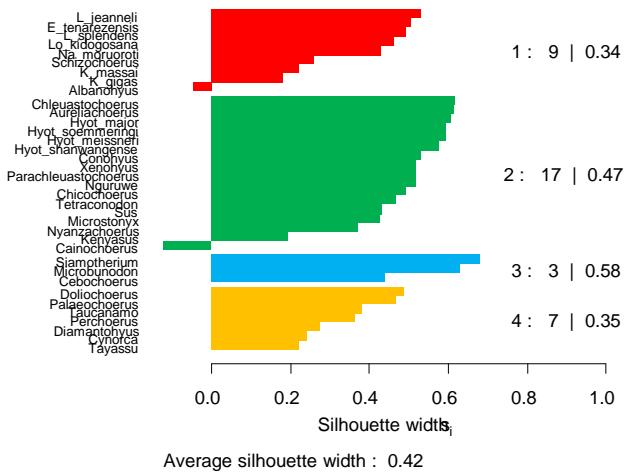 L_jeanneli
E_tenarezensis
L_splendens
Lo_kidogosana
Na_moruoroti
Schizochoerus
K_massai
K_gigas
Albanohyus
1 : 9 | 0.34
Chleuastochoerus
Aureliachoerus
Hyot_major
Hyot_soemmeringi
Hyot_meissneri
Hyot_shanwangense
Conohyus
Xenohyus
Parachleuastochoerus
Nguruwe
Chicochoerus
Tetraconodon
Sus
Microstonyx
Nyanzachoerus
Kenyasus
Cainochoerus
2 : 17 | 0.47
Siamotherium
Microbunodon
Cebochoerus
3 : 3 | 0.58
Doliochoerus
Palaeochoerus
Taucanamo
Perchoerus
Diamantohyus
Cynorca
Tayassu
4 : 7 | 0.35
0.0 0.2 0.4 0.6 0.8 1.0
Silhouette width si
Average silhouette width : 0.42